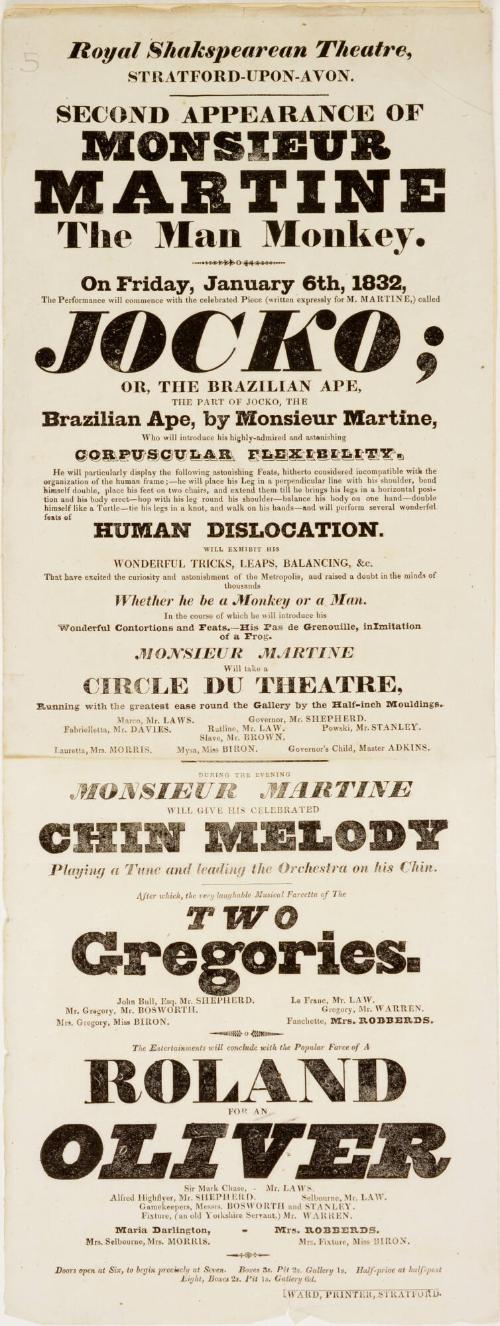 5
Royal Shakspearean Theatre,
STRATFORD-UPON-AVON.
SECOND APPEARANCE OF
MONSIEUR
MARTINE
The Man Monkey.
On Friday, January 6th, 1832,
The Performance will commence with the celebrated Piece (written expressly for M. MARTINE,) called
JOCKO;
OR, THE BRAZILIAN APE,
THE PART OF JOCKO, THE
Brazilian Ape, by Monsieur Martine,
Who will introduce his highly-admired and astonishing
CORPUSCULAR FLEXIBILITY,
He will particularly display the following astonishing Feats, hitherto considered incompatible with the
organization of the human frame;—he will place his Leg in a perpendicular line with his shoulder, bend
himself double, place his feet on two chairs, and extend them till he brings his legs in a horizontal posi-
tion and his body erect—hop with his leg round his shoulder—balance his body on one hand—double
himself like a Turtle—tie his legs in a knot, and walk on his hands—and will perform several wonderful
feats of
HUMAN DISLOCATION.
WILL EXHIBIT HIS
WONDERFUL TRICKS, LEAPS, BALANCING, &c.
That have excited the curiosity and astonishment of the Metropolis, and raised a doubt in the minds of
thousands
Whether he be a Monkey or a Man.
In the course of which he will introduce his
Wonderful Contortions and Feats.—His Pas de Grenouille, inImitation
of a Frog.
MONSIEUR MARTINE
Will take a
CIRCLE DU THEATRE,
Running with the greatest ease round the Gallery by the Half-inch Mouldings.
Marco, Mr. LAWS. Governor, Mr. SHEPHERD.
Fabrielletta, Mr. DAVIES. Rutline, Mr. LAW. Powski, Mr. STANLEY.
Slave, Mr. BROWN.
Lauretta, Mrs. MORRIS. Mysa, Miss BIRON. Governor's Child, Master ADKINS.
DURING THE EVENING
MONSIEUR MARTINE
WILL GIVE HIS CELEBRATED
CHIN MELODY
Playing a Tune and leading the Orchestra on his Chin.
After which, the very laughable Musical Farcetta of The
TWO
Gregories.
John Bull, Esq. Mr. SHEPHERD. Le Franc, Mr. LAW.
Mr. Gregory, Mr. BOSWORTH. Gregory, Mr. WARREN.
Mrs. Gregory, Miss BIRON. Fanchette, Mrs. ROBBERDS.
The Entertainments will conclude with the Popular Farce of A
ROLAND
FOR AN
OLIVER
Sir Mark Chase, - Mr. LAWS.
Alfred Highflyer, Mr. SHEPHERD. Selbourne, Mr. LAW.
Gamekeepers, Messrs. BOSWORTH and STANLEY.
Fixture, (an old Yorkshire Servant,) Mr. WARREN.
Maria Darlington, - Mrs. ROBBERDS.
Mrs. Selbourne, Mrs. MORRIS. Mrs. Fixture, Miss BIRON.
Doors open at Six, to begin precisely at Seven. Boxes 3s. Pit 2s. Gallery 1s. Half-price at half-past
Eight, Boxes 2s. Pit 1s. Gallery 6d.
WARD, PRINTER, STRATFORD.